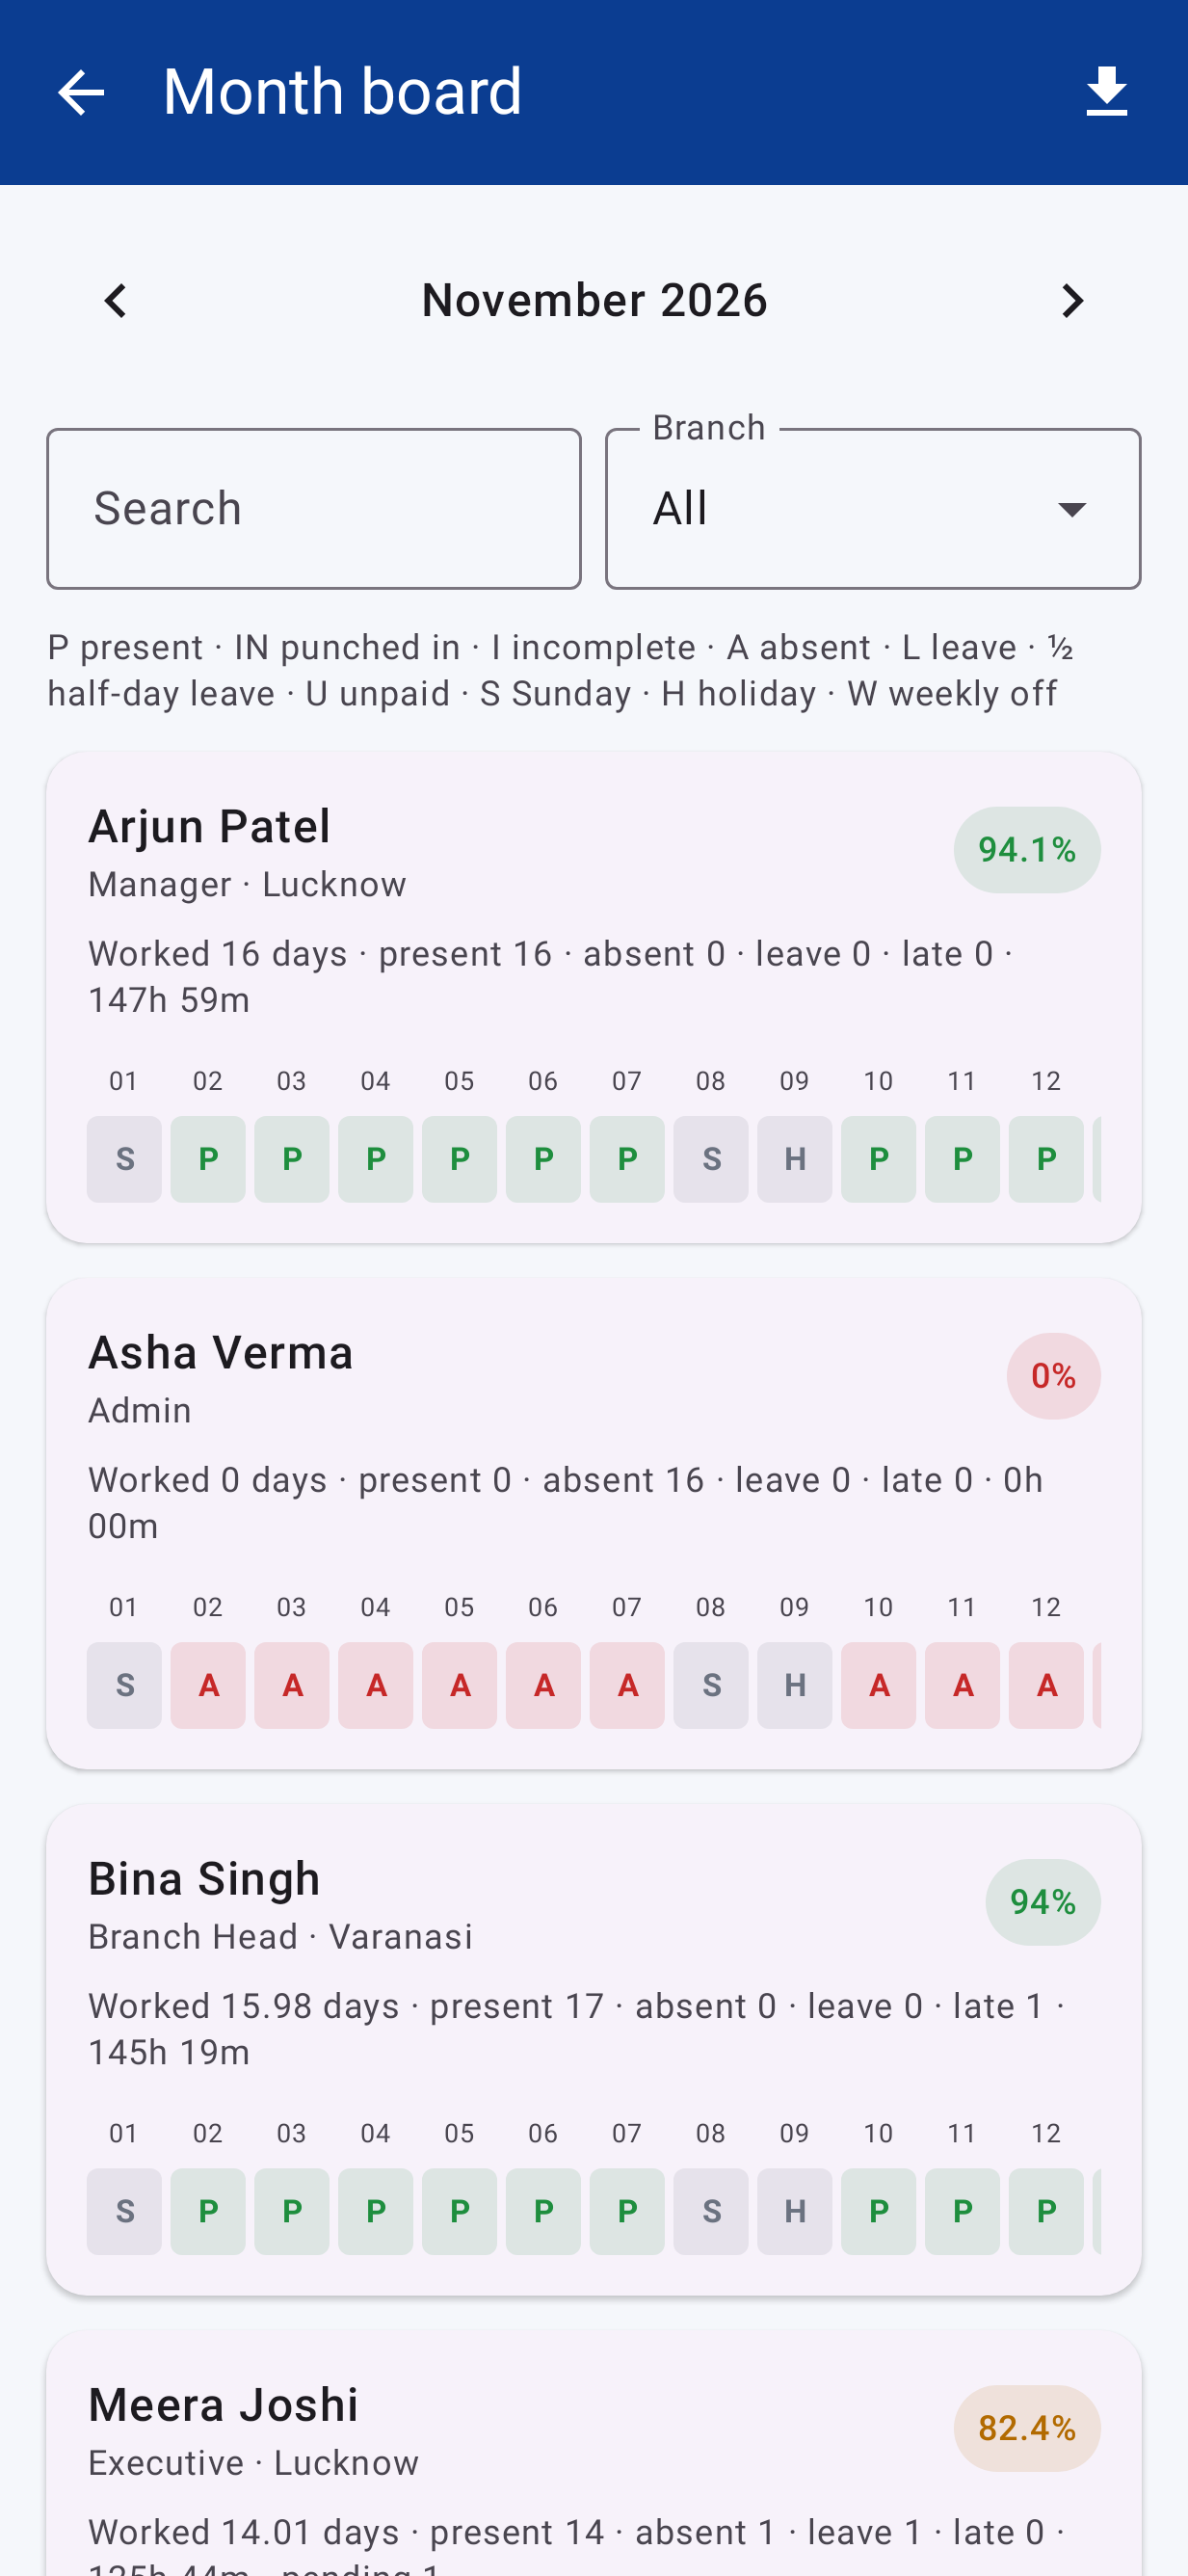 Month board
November 2026
Branch
Search
All
P present · IN punched in · I incomplete · A absent · L leave · ½
half-day leave · U unpaid · S Sunday · H holiday · W weekly off
Arjun Patel
94.1%
Manager · Lucknow
Worked 16 days · present 16 · absent 0 · leave 0 · late 0 ·
147h 59m
01 02 03 04 05 06 07 08 09 10 11 12
S P P P P P P S H P P P
Asha Verma
0%
Admin
Worked 0 days · present 0 · absent 16 · leave 0 · late 0 · 0h
00m
01 02 03 04 05 06 07 08 09 10 11 12
S A A A A A A S H A A A
Bina Singh
94%
Branch Head · Varanasi
Worked 15.98 days · present 17 · absent 0 · leave 0 · late 1 ·
145h 19m
01 02 03 04 05 06 07 08 09 10 11 12
S P P P P P P S H P P P
Meera Joshi
82.4%
Executive · Lucknow
Worked 14.01 days · present 14 · absent 1 · leave 1 · late 0 ·
44m · pending 1